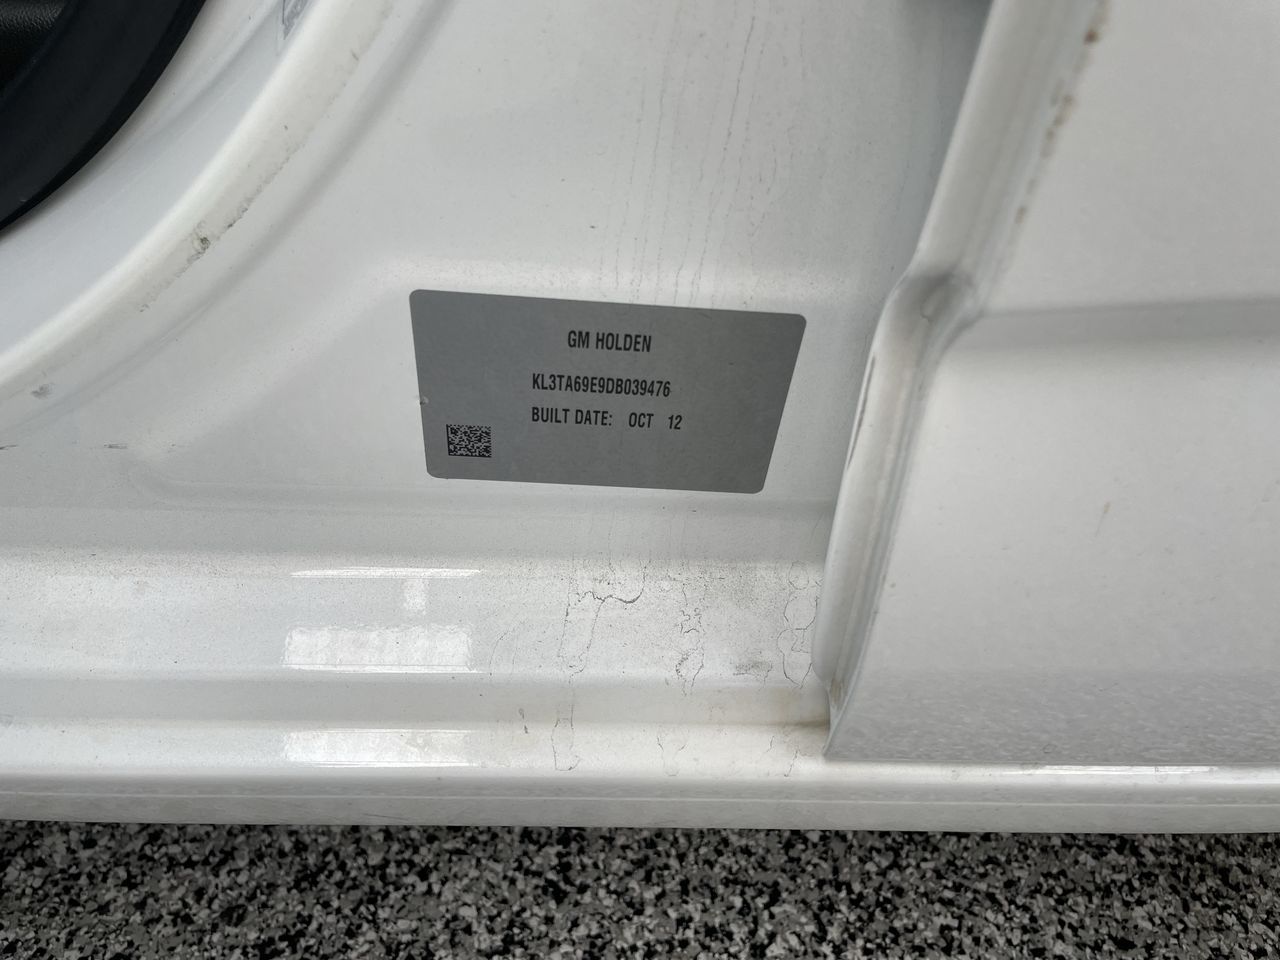 GM HOLDEN
KL3TA69E9DB039476
BUILT DATE: OCT 12